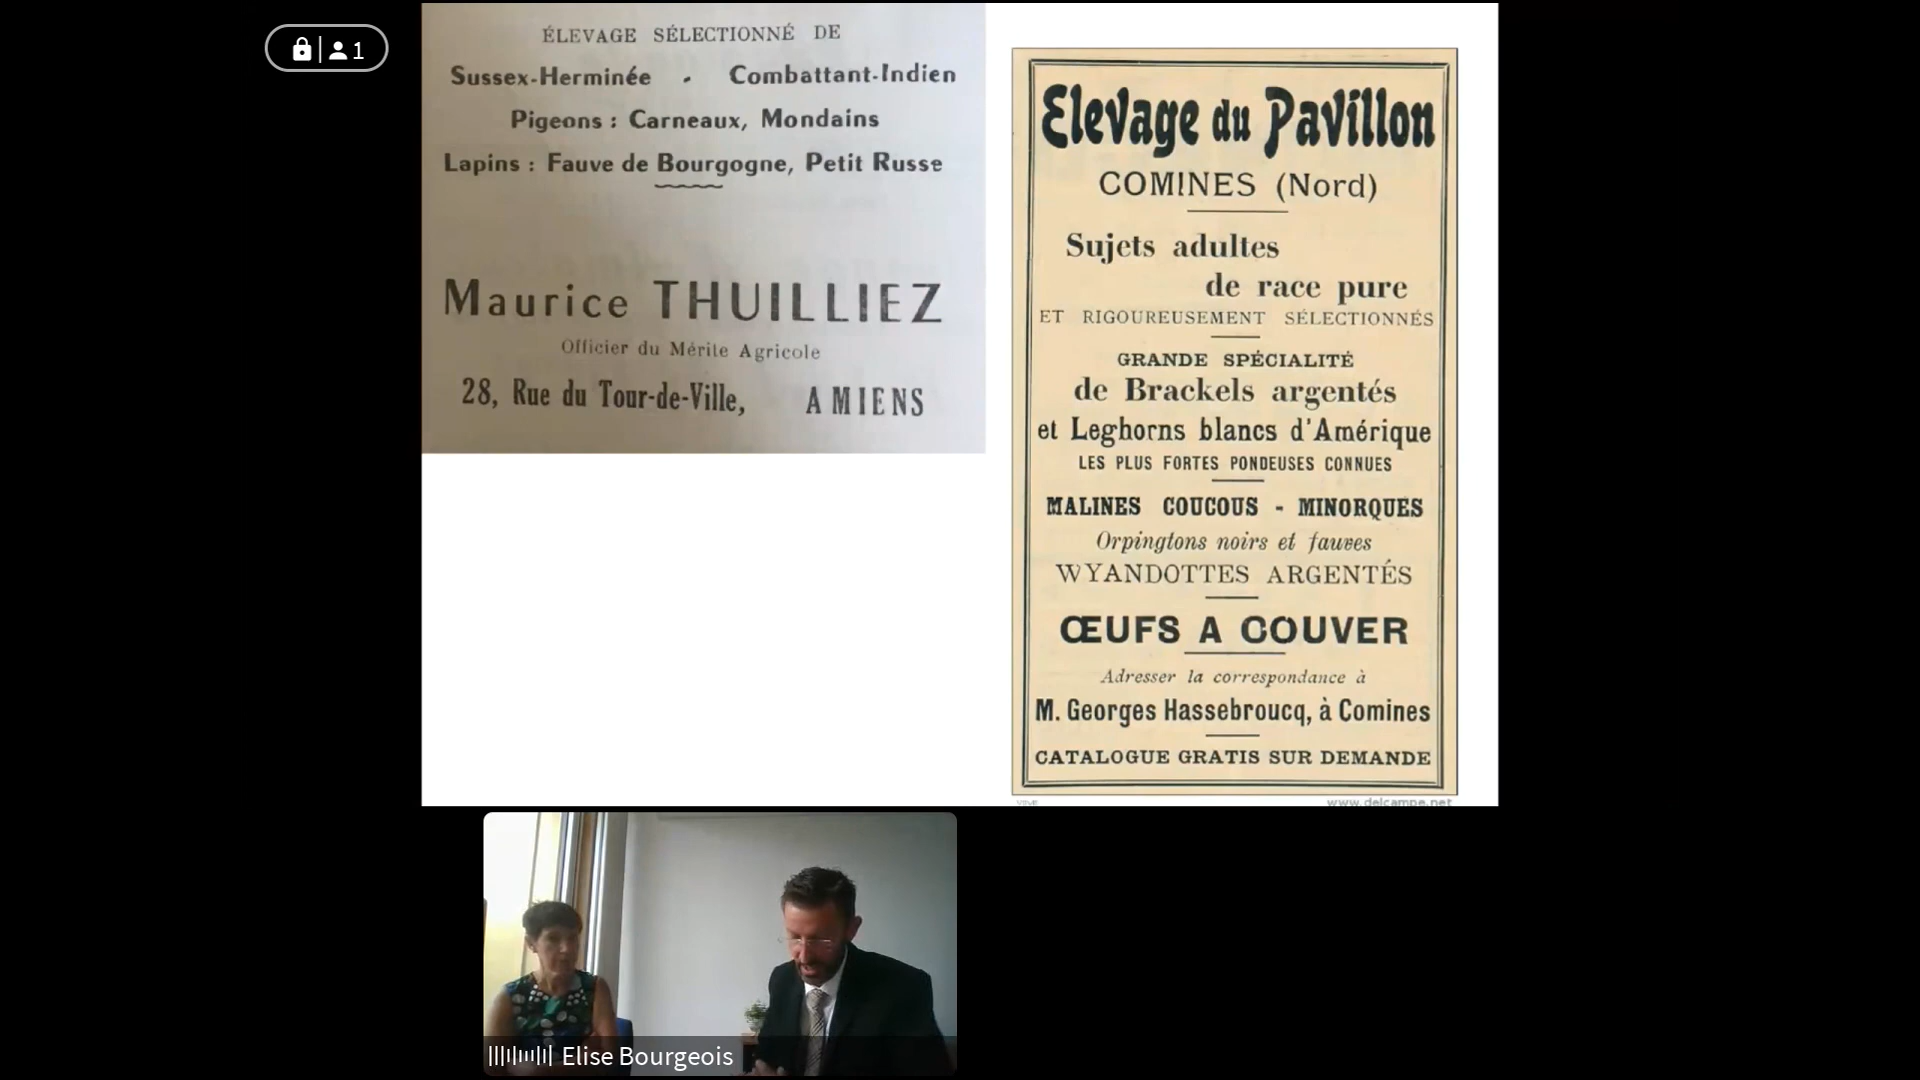 1
ÉLEVAGE SÉLECTIONNÉ DE
Sussex-Herminée - Combattant-Indien
Pigeons : Carneaux, Mondains
Lapins : Fauve de Bourgogne, Petit Russe
Maurice THUILLIEZ
Officier du Mérite Agricole
28, Rue du Tour-de-Ville, AMIENS
Elevage du Pavillon
COMINES (Nord)
Sujets adultes
de race pure
ET RIGOUREUSEMENT SÉLECTIONNÉS
GRANDE SPÉCIALITÉ
de Brackels argentés
et Leghorns blancs d'Amérique
LES PLUS FORTES PONDEUSES CONNUES
MALINES COUCOUS - MINORQUES
Orpingtons noirs et fauves
WYANDOTTES ARGENTÉS
ŒUFS A COUVER
Adresser la correspondance à
M. Georges Hassebroucq, à Comines
CATALOGUE GRATIS SUR DEMANDE
www.delcampe.net
Elise Bourgeois